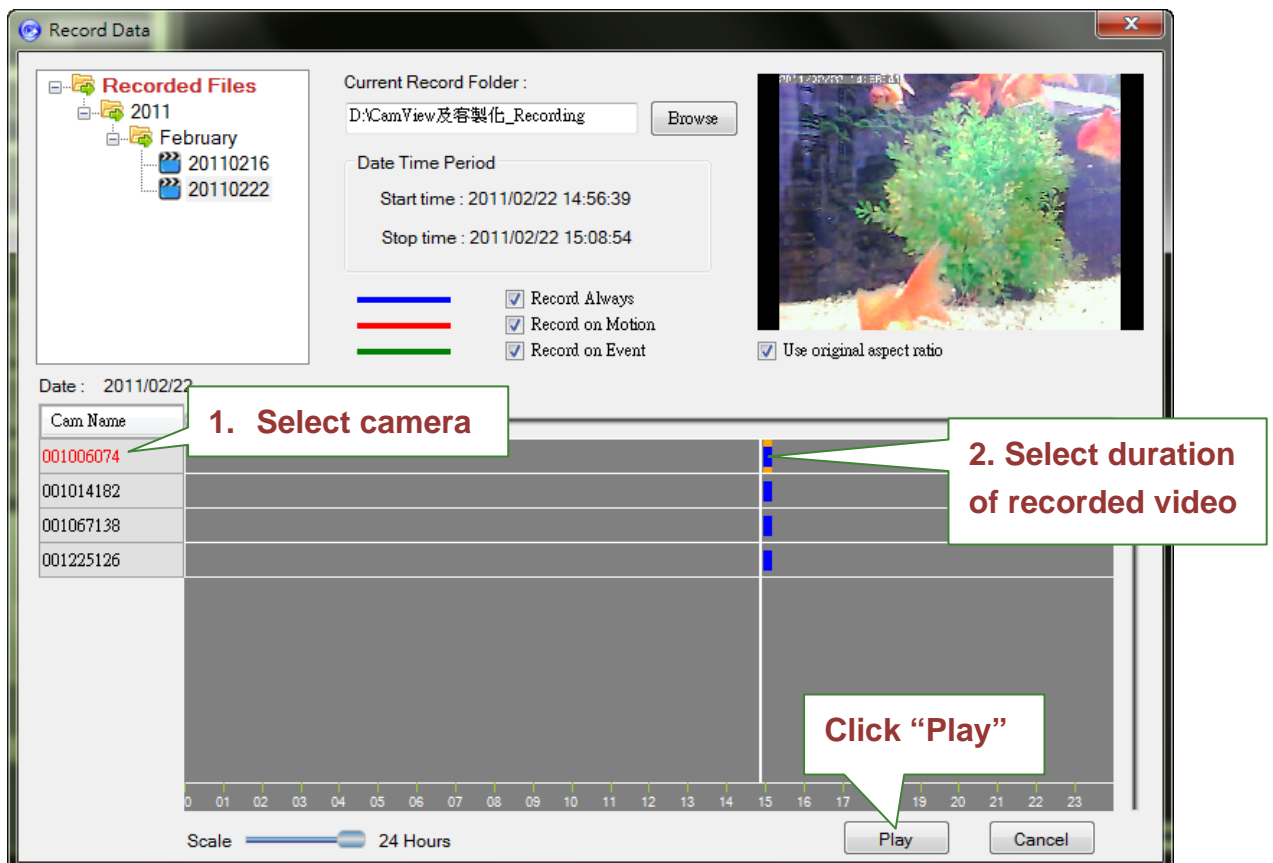 Record Data
x
Recorded Files
2011
February
20110216
20110222
Current Record Folder :
D:\CamView及客製化_Recording
Browse
Date Time Period
Start time : 2011/02/22 14:56:39
Stop time : 2011/02/22 15:08:54
Record Always
Record on Motion
Record on Event
Use original aspect ratio
Date : 2011/02/22
Cam Name
1. Select camera
001006074
001014182
001067138
001225126
2. Select duration
of recorded video
Click “Play”
0 01 02 03 04 05 06 07 08 09 10 11 12 13 14 15 16 17 19 20 21 22 23
Scale
24 Hours
Play
Cancel